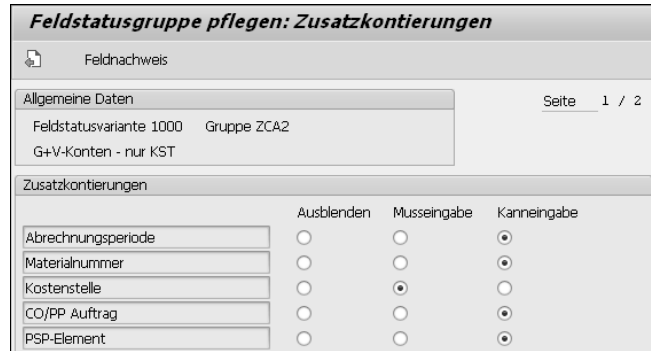 Feldstatusgruppe pflegen: Zusatzkontierungen
Feldnachweis
Allgemeine Daten
Seite 1 / 2
Feldstatusvariante 1000 Gruppe ZCA2
G+V-Konten - nur KST
Zusatzkontierungen
Ausblenden Musseingabe Kanneingabe
Abrechnungsperiode
Materialnummer
Kostenstelle
CO/PP Auftrag
PSP-Element